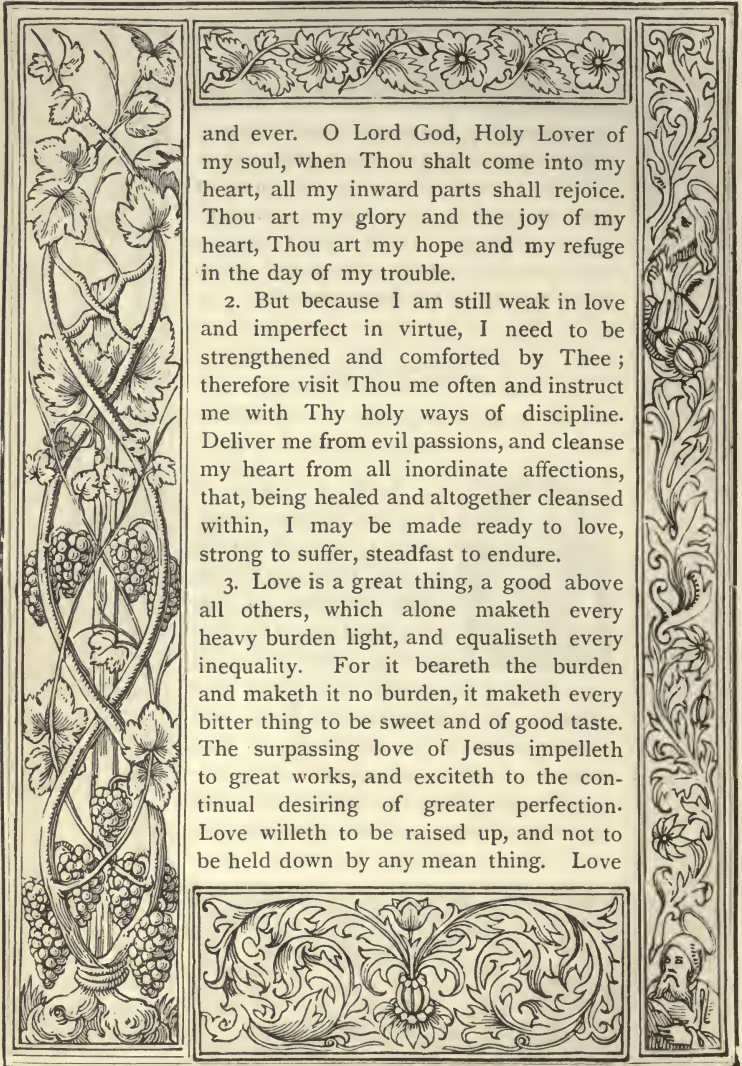 and ever. O Lord God, Holy Lover of
my soul, when Thou shalt come into my
heart, all my inward parts shall rejoice.
Thou art my glory and the joy of my
heart, Thou art my hope and my refuge
in the day of my trouble.
2. But because I am still weak in love
and imperfect in virtue, I need to be
strengthened and comforted by Thee ;
therefore visit Thou me often and instruct
me with Thy holy ways of discipline.
Deliver me from evil passions, and cleanse
my heart from all inordinate affections,
that, being healed and altogether cleansed
within, I may be made ready to love,
strong to suffer, steadfast to endure.
3. Love is a great thing, a good above
all others, which alone maketh every
heavy burden light, and equaliseth every
inequality. For it beareth the burden
and maketh it no burden, it maketh every
bitter thing to be sweet and of good taste.
The surpassing love of Jesus impelleth
to great works, and exciteth to the con-
tinual desiring of greater perfection.
Love willeth to be raised up, and not to
be held down by any mean thing. Love